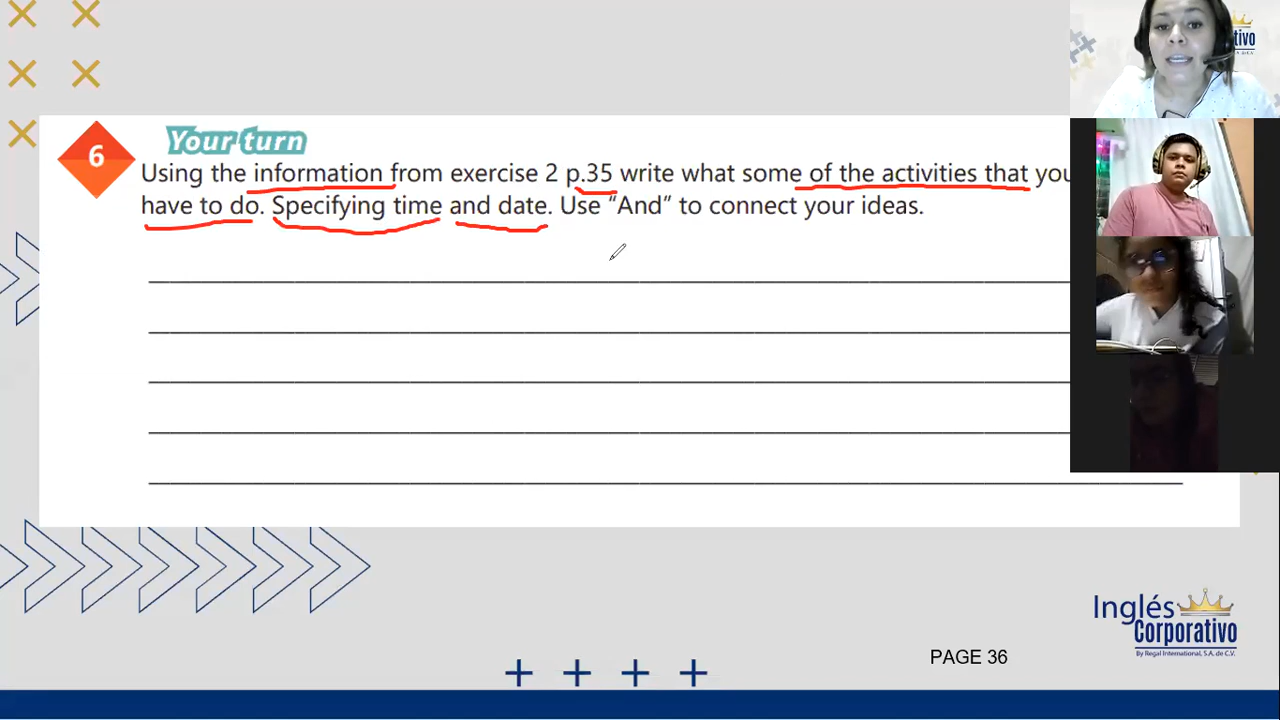 tivo
6
Your turn
Using the information from exercise 2 p.35 write what some of the activities that you
have to do. Specifying time and date. Use “And” to connect your ideas.
Inglés
Corporativo
By Regal International, S.A. de C.V.
PAGE 36